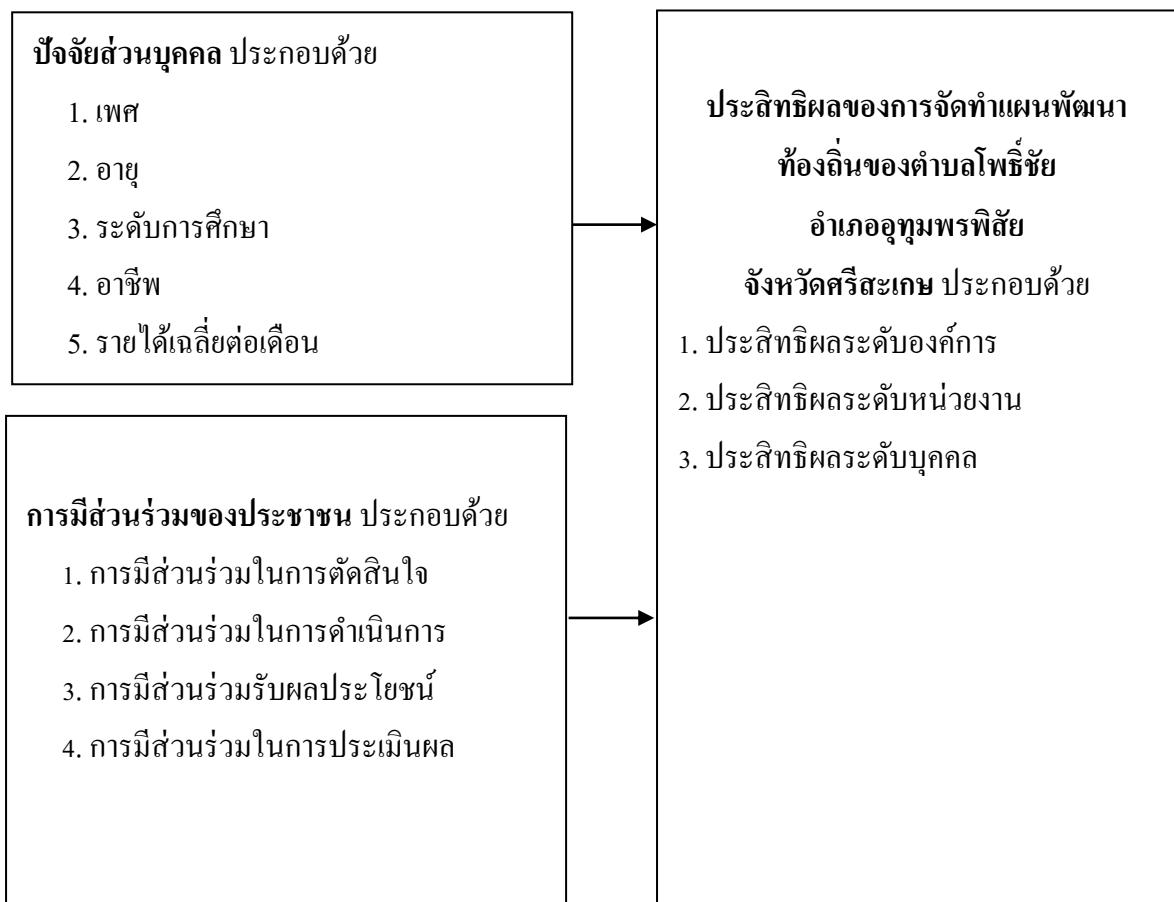 ปัจจัยส่วนบุคคล ประกอบด้วย
1. เพศ
2. อายุ
3. ระดับการศึกษา
4. อาชีพ
5. รายได้เฉลี่ยต่อเดือน
การมีส่วนร่วมของประชาชน ประกอบด้วย
1. การมีส่วนร่วมในการตัดสินใจ
2. การมีส่วนร่วมในการดำเนินการ
3. การมีส่วนร่วมรับผลประโยชน์
4. การมีส่วนร่วมในการประเมินผล
ประสิทธิผลของการจัดทำแผนพัฒนา
ท้องถิ่นของตำบลโพธิ์ชัย
อำเภออุทุมพรพิสัย
จังหวัดศรีสะเกษ ประกอบด้วย
1. ประสิทธิผลระดับองค์การ
2. ประสิทธิผลระดับหน่วยงาน
3. ประสิทธิผลระดับบุคคล